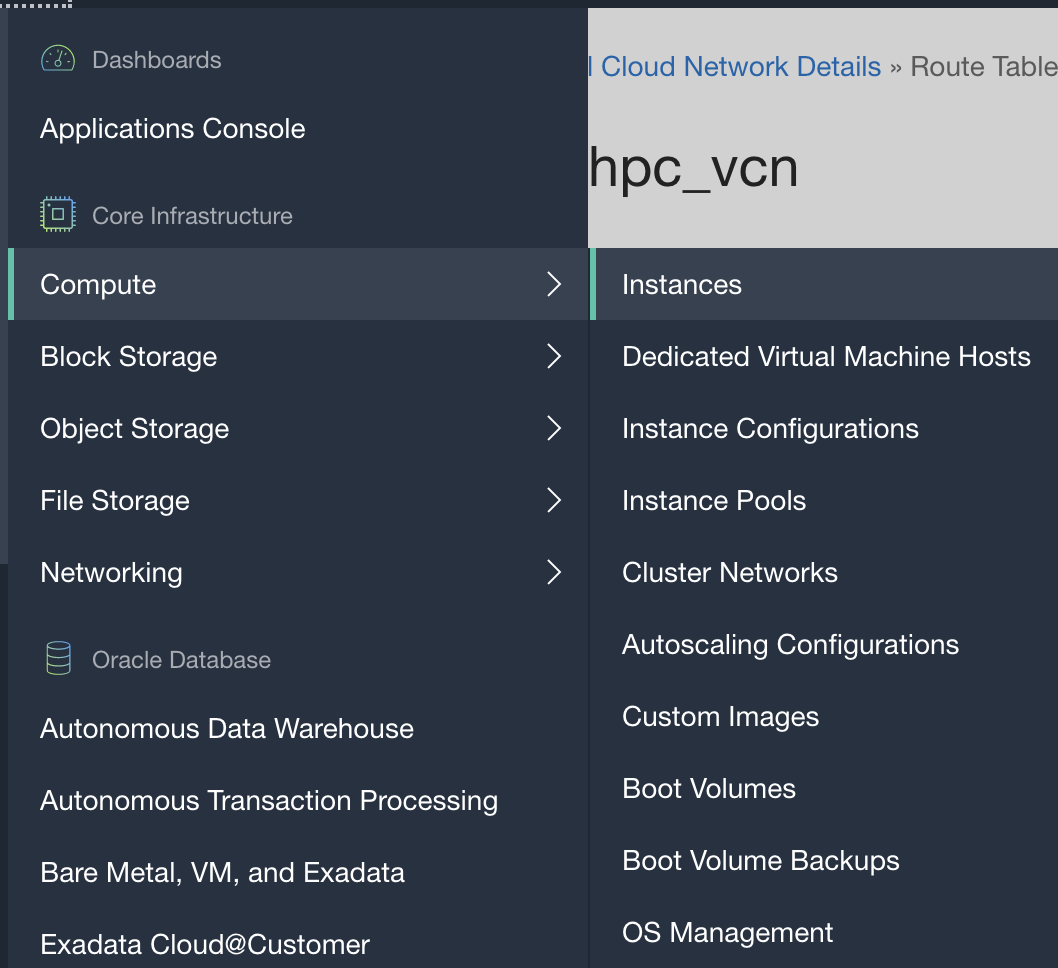 Dashboards
Applications Console
Core Infrastructure
Compute
Block Storage
Object Storage
File Storage
Networking
Oracle Database
Autonomous Data Warehouse
Autonomous Transaction Processing
Bare Metal, VM, and Exadata
Exadata Cloud@Customer
l Cloud Network Details » Route Table
hpc_vcn
Instances
Dedicated Virtual Machine Hosts
Instance Configurations
Instance Pools
Cluster Networks
Autoscaling Configurations
Custom Images
Boot Volumes
Boot Volume Backups
OS Management